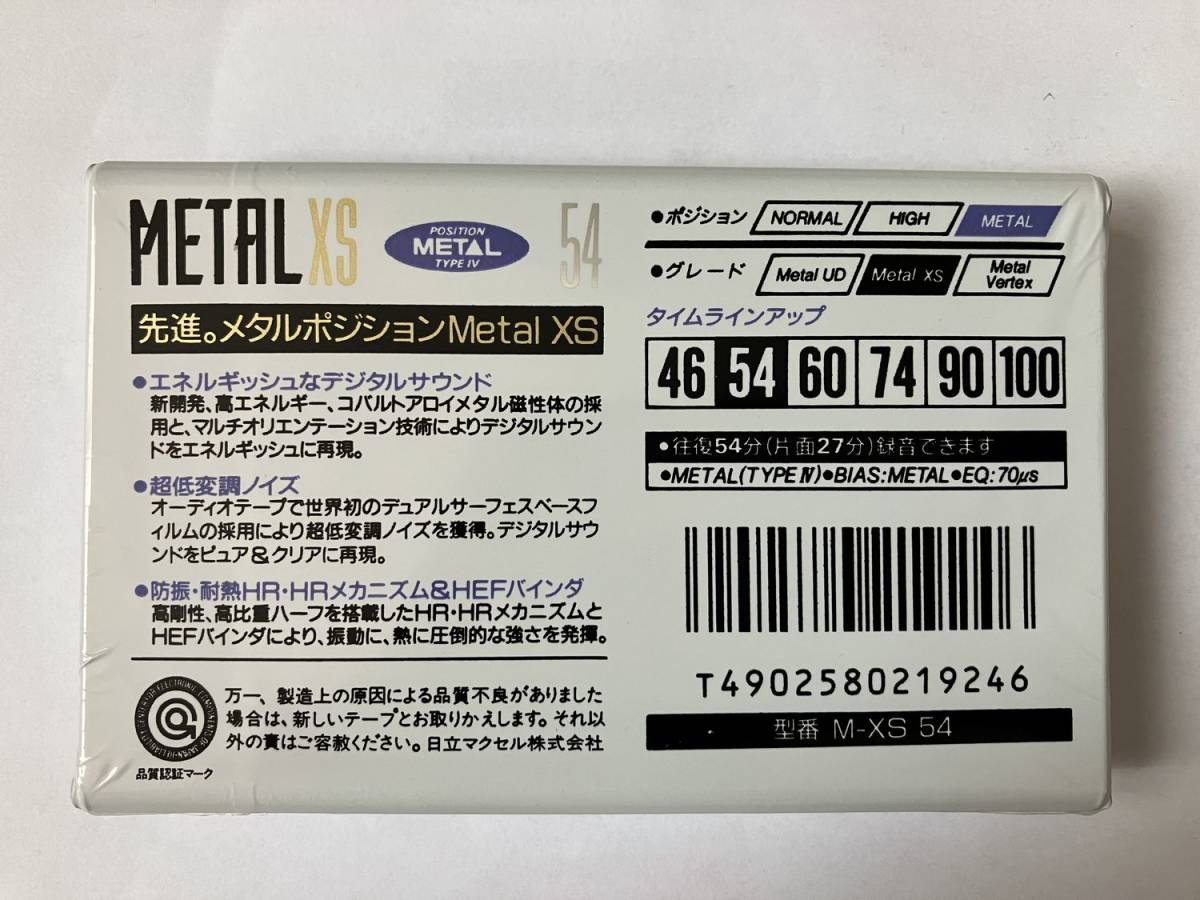 METAL XS
POSITION
METAL
TYPE IV
54
先進。メタルポジションMetal XS
●エネルギッシュなデジタルサウンド
新開発、高エネルギー、コバルトアロイメタル磁性体の採
用と、マルチオリエンテーション技術によりデジタルサウン
ドをエネルギッシュに再現。
●超低変調ノイズ
オーディオテープで世界初のデュアルサーフェスベースフ
ィルムの採用により超低変調ノイズを獲得。デジタルサウ
ンドをピュア&クリアに再現。
●防振・耐熱HR・HRメカニズム&HEFバインダ
高剛性、高比重ハーフを搭載したHR・HRメカニズムと
HEFバインダにより、振動に、熱に圧倒的な強さを発揮。
万一、製造上の原因による品質不良がありました
場合は、新しいテープとお取りかえします。それ以
外の責はご容赦ください。日立マクセル株式会社
品質認証マーク
●ポジション NORMAL HIGH METAL
●グレード Metal UD Metal XS Metal Vertex
タイムラインアップ
46 54 60 74 90 100
●往復54分(片面27分)録音できます
●METAL(TYPE IV)●BIAS:METAL●EQ:70μs
T4902580219246
型番 M-XS 54